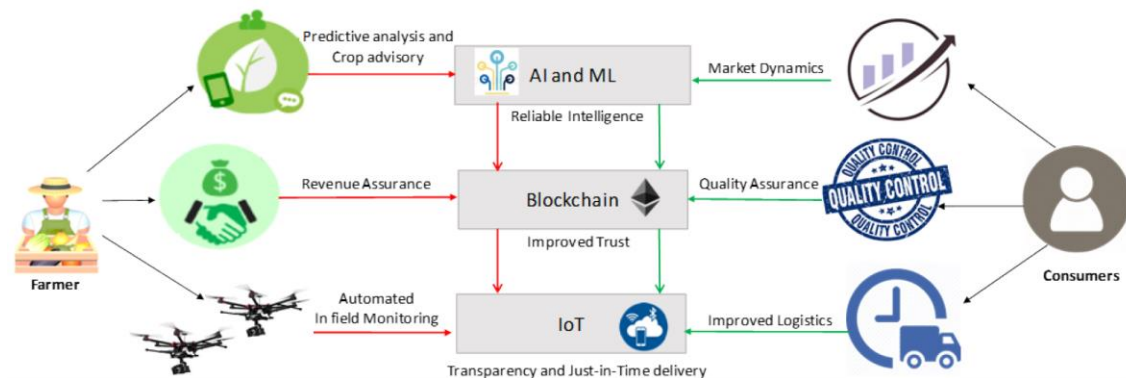 Predictive analysis and
Crop advisory
AI and ML
Market Dynamics
Reliable Intelligence
Revenue Assurance
Blockchain
Quality Assurance
QUALITY CONTROL
QUALITY CONTROL
QUALITY CONTROL
Improved Trust
Farmer
Consumers
Automated
In field Monitoring
IoT
Improved Logistics
Transparency and Just-in-Time delivery